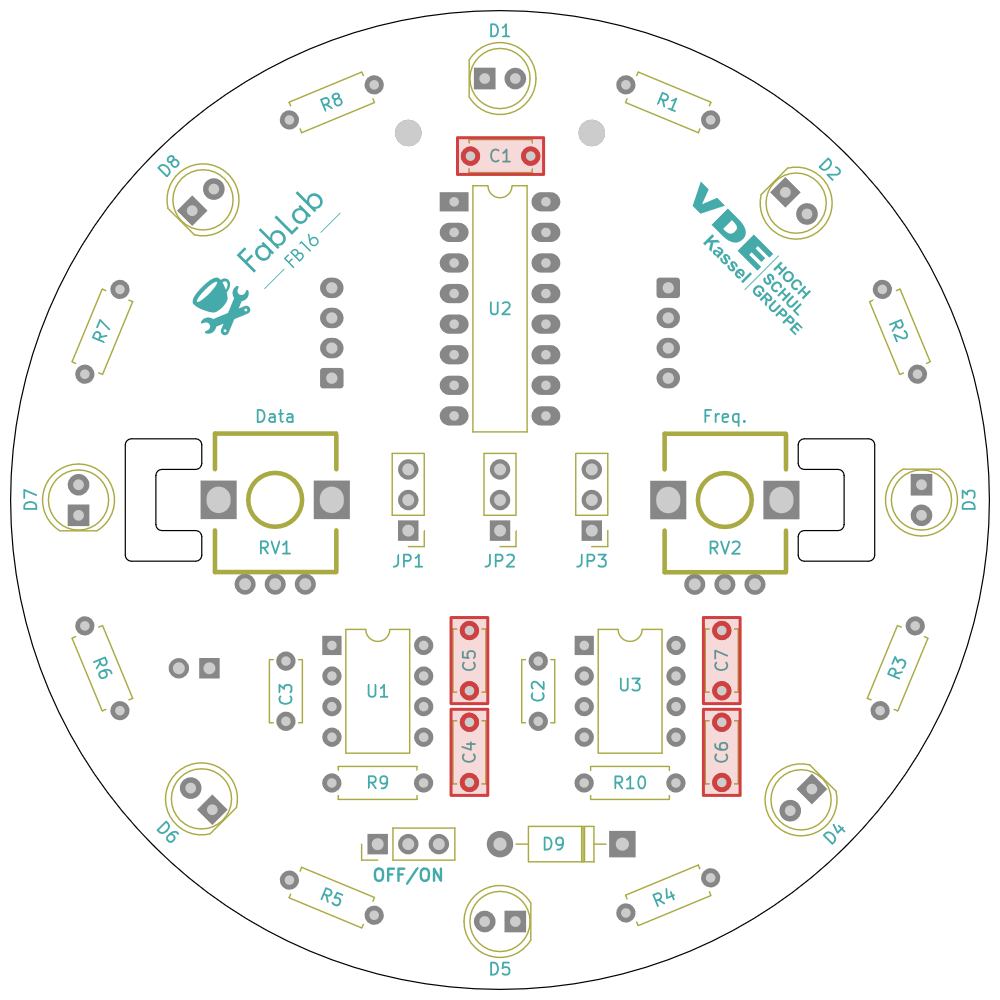 D1
R8
R1
C1
D8
D2
FabLab
FB16
VDE
Kassel
HOCH
SCHUL
GRUPPE
U2
R7
R2
Data
Freq.
D7
D3
RV1
RV2
JP1
JP2
JP3
R6
C3
U1
C5
C2
U3
C7
R3
C4
C6
R9
R10
D6
D4
D9
OFF/ON
R5
R4
D5